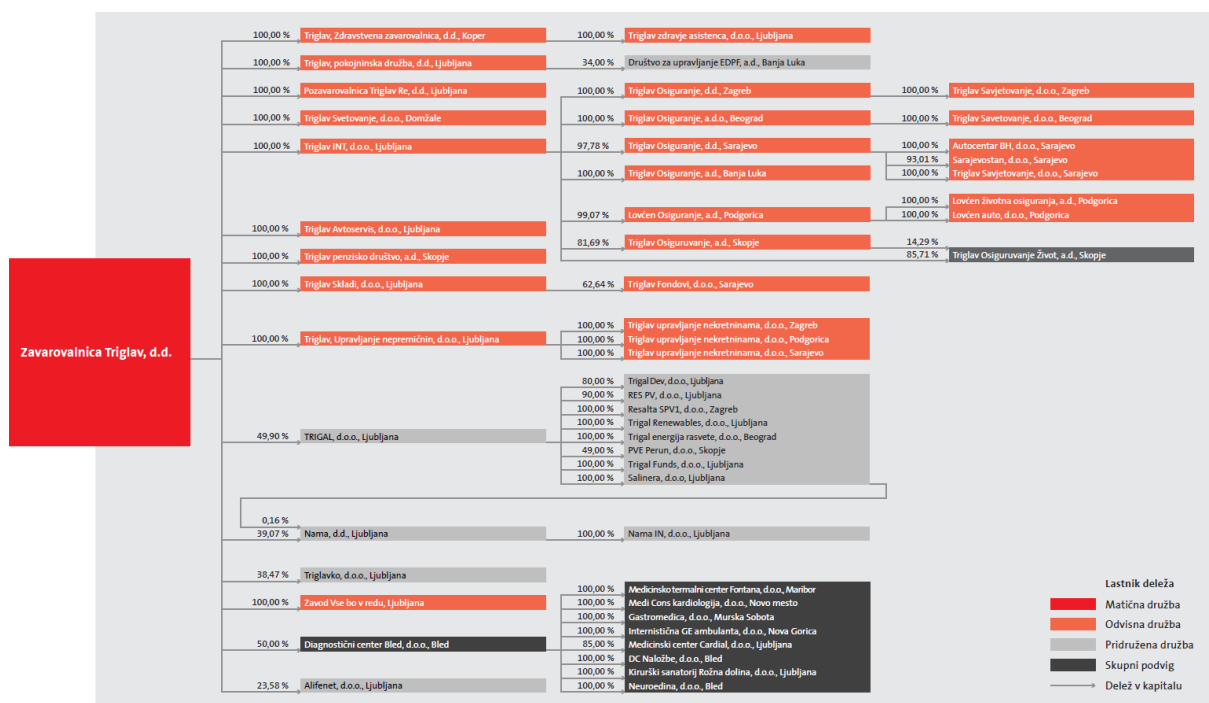 Zavarovalnica Triglav, d.d.
100,00 % Triglav, Zdravstvena zavarovalnica, d.d., Koper
100,00 % Triglav zdravje asistenca, d.o.o., Ljubljana
100,00 % Triglav, pokojninska družba, d.d., Ljubljana
34,00 % Društvo za upravljanje EDPF, a.d., Banja Luka
100,00 % Pozavarovalnica Triglav Re, d.d., Ljubljana
100,00 % Triglav Svetovanje, d.o.o., Domžale
100,00 % Triglav INT, d.o.o., Ljubljana
100,00 % Triglav Osiguranje, d.d., Zagreb
100,00 % Triglav Savjetovanje, d.o.o., Zagreb
100,00 % Triglav Osiguranje, a.d.o., Beograd
100,00 % Triglav Savetovanje, d.o.o., Beograd
97,78 % Triglav Osiguranje, d.d., Sarajevo
100,00 % Autocentar BH, d.o.o., Sarajevo
93,01 % Sarajevostan, d.o.o., Sarajevo
100,00 % Triglav Savjetovanje, d.o.o., Sarajevo
100,00 % Triglav Osiguranje, a.d., Banja Luka
99,07 % Lovćen Osiguranje, a.d., Podgorica
100,00 % Lovćen životna osiguranja, a.d., Podgorica
100,00 % Lovćen auto, d.o.o., Podgorica
81,69 % Triglav Osiguruvanje, a.d., Skopje
14,29 %
85,71 % Triglav Osiguruvanje Život, a.d., Skopje
100,00 % Triglav Avtoservis, d.o.o., Ljubljana
100,00 % Triglav penzisko društvo, a.d., Skopje
100,00 % Triglav Skladi, d.o.o., Ljubljana
62,64 % Triglav Fondovi, d.o.o., Sarajevo
100,00 % Triglav, Upravljanje nepremičnin, d.o.o., Ljubljana
100,00 % Triglav upravljanje nekretninama, d.o.o., Zagreb
100,00 % Triglav upravljanje nekretninama, d.o.o., Podgorica
100,00 % Triglav upravljanje nekretninama, d.o.o., Sarajevo
49,90 % TRIGAL, d.o.o., Ljubljana
80,00 % Trigal Dev, d.o.o., Ljubljana
90,00 % RES PV, d.o.o., Ljubljana
100,00 % Resalta SPV1, d.o.o., Zagreb
100,00 % Trigal Renewables, d.o.o., Ljubljana
100,00 % Trigal energija rasvete, d.o.o., Beograd
49,00 % PVE Perun, d.o.o., Skopje
100,00 % Trigal Funds, d.o.o., Ljubljana
100,00 % Salinera, d.o.o, Ljubljana
0,16 %
39,07 % Nama, d.d., Ljubljana
100,00 % Nama IN, d.o.o., Ljubljana
38,47 % Triglavko, d.o.o., Ljubljana
100,00 % Zavod Vse bo v redu, Ljubljana
50,00 % Diagnostični center Bled, d.o.o., Bled
100,00 % Medicinsko termalni center Fontana, d.o.o., Maribor
100,00 % Medi Cons kardiologija, d.o.o., Novo mesto
100,00 % Gastromedica, d.o.o., Murska Sobota
100,00 % Internistična GE ambulanta, d.o.o., Nova Gorica
85,00 % Medicinski center Cardial, d.o.o., Ljubljana
100,00 % DC Naložbe, d.o.o., Bled
100,00 % Kirurški sanatorij Rožna dolina, d.o.o., Ljubljana
100,00 % Neuroedina, d.o.o., Bled
23,58 % Alifenet, d.o.o., Ljubljana
Lastnik deleža
Matična družba
Odvisna družba
Pridružena družba
Skupni podvig
Delež v kapitalu